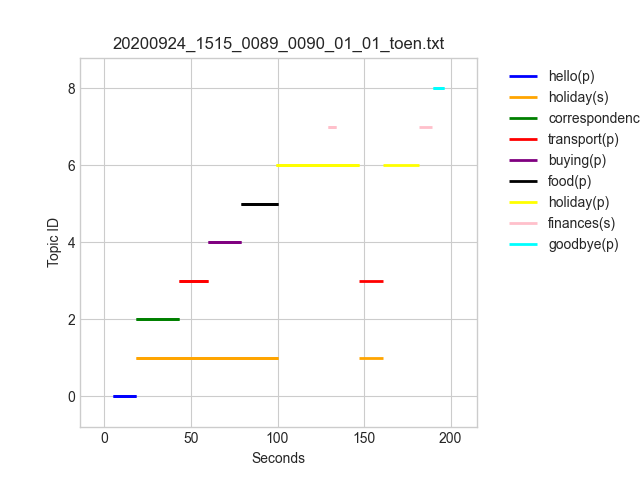 20200924_1515_0089_0090_01_01_toen.txt
8
6
4
2
0
Topic ID
0 50 100 150 200
Seconds
hello(p)
holiday(s)
correspondenc
transport(p)
buying(p)
food(p)
holiday(p)
finances(s)
goodbye(p)